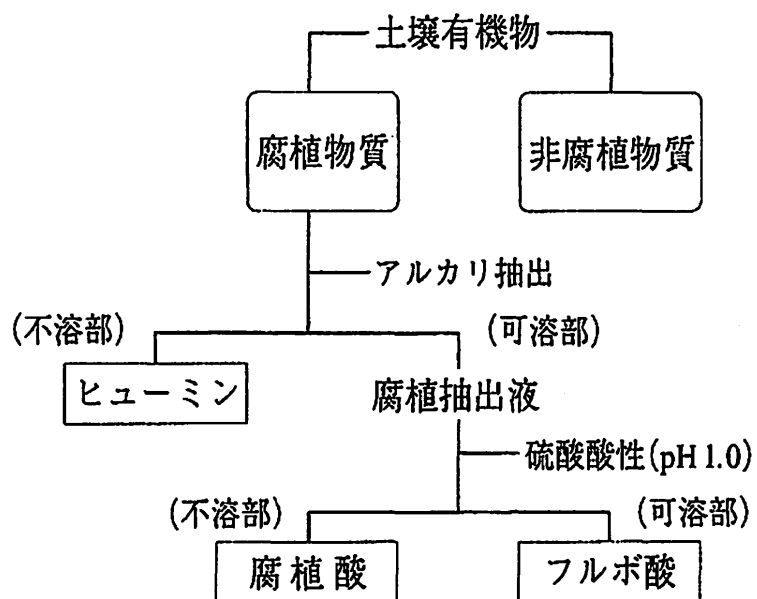 土壌有機物
腐植物質
非腐植物質
アルカリ抽出
(不溶部)
(可溶部)
ヒューミン
腐植抽出液
硫酸酸性(pH 1.0)
(不溶部)
(可溶部)
腐植酸
フルボ酸